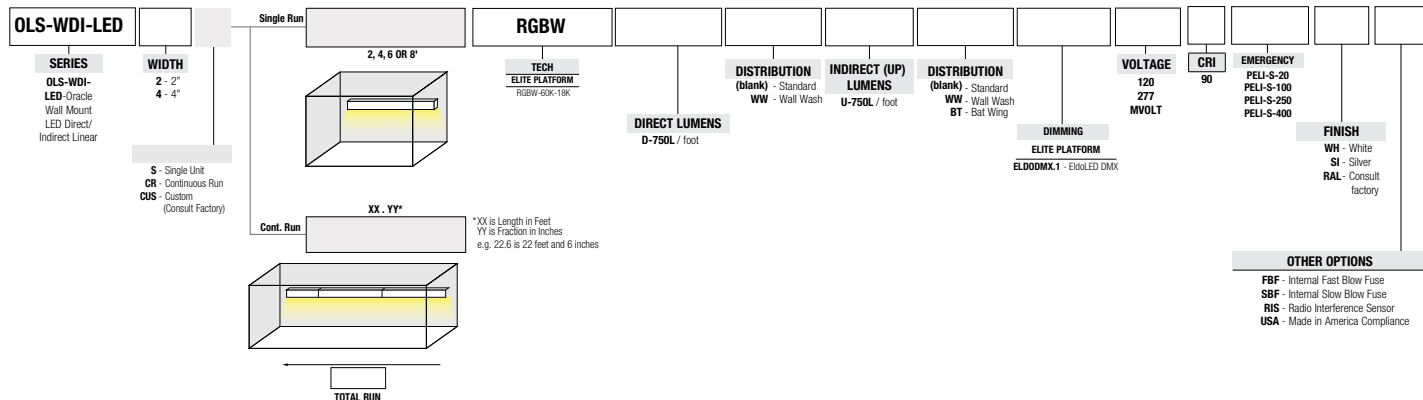 OLS-WDI-LED
Single Run
RGBW
SERIES
OLS-WDI-
LED-Oracle
Wall Mount
LED Direct/
Indirect Linear
WIDTH
2 - 2"
4 - 4"
S - Single Unit
CR - Continuous Run
CUS - Custom
(Consult Factory)
2, 4, 6 OR 8'
Cont. Run
XX . YY*
*XX is Length in Feet
YY is Fraction in Inches
e.g. 22.6 is 22 feet and 6 inches
TOTAL RUN
TECH
ELITE PLATFORM
RGBW-60K-18K
DIRECT LUMENS
D-750L / foot
DISTRIBUTION
(blank) - Standard
WW - Wall Wash
INDIRECT (UP)
LUMENS
U-750L / foot
DISTRIBUTION
(blank) - Standard
WW - Wall Wash
BT - Bat Wing
DIMMING
ELITE PLATFORM
ELDODMX.1 - EldoLED DMX
VOLTAGE
120
277
MVOLT
CRI
90
EMERGENCY
PELI-S-20
PELI-S-100
PELI-S-250
PELI-S-400
FINISH
WH - White
SI - Silver
RAL - Consult
factory
OTHER OPTIONS
FBF - Internal Fast Blow Fuse
SBF - Internal Slow Blow Fuse
RIS - Radio Interference Sensor
USA - Made in America Compliance